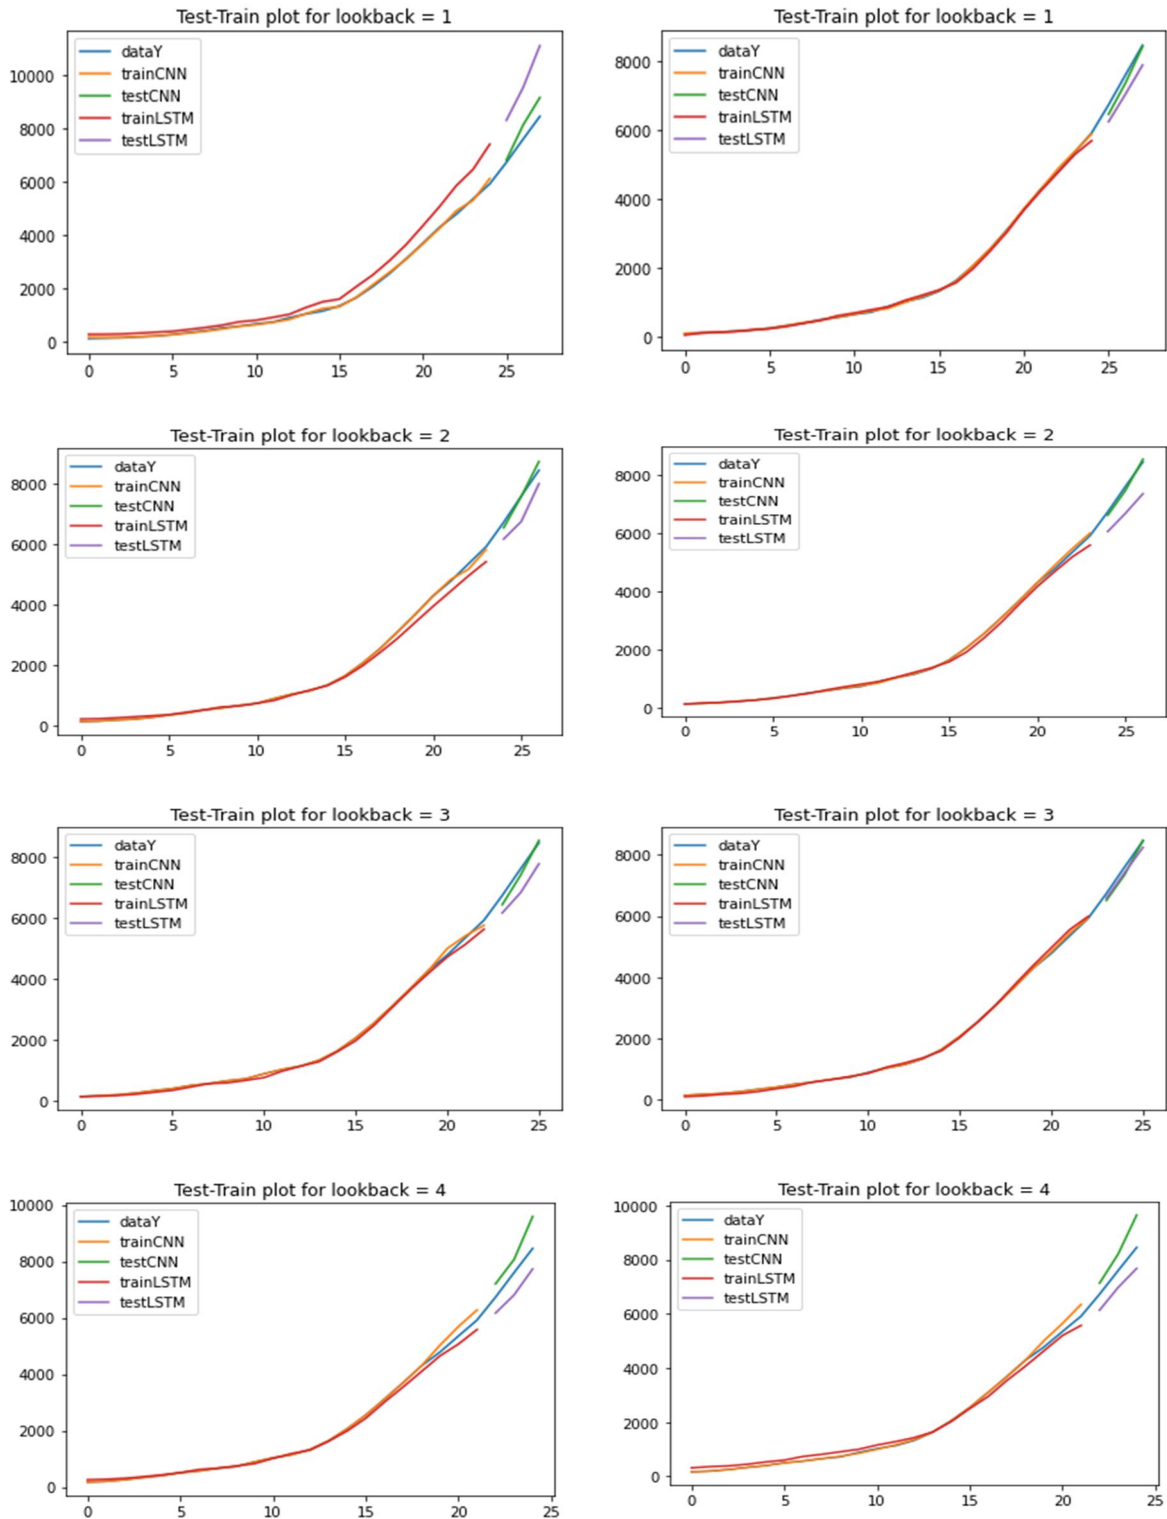 Test-Train plot for lookback = 1
dataY
trainCNN
testCNN
trainLSTM
testLSTM
10000
8000
6000
4000
2000
0
0 5 10 15 20 25
Test-Train plot for lookback = 1
dataY
trainCNN
testCNN
trainLSTM
testLSTM
8000
6000
4000
2000
0
0 5 10 15 20 25
Test-Train plot for lookback = 2
dataY
trainCNN
testCNN
trainLSTM
testLSTM
8000
6000
4000
2000
0
0 5 10 15 20 25
Test-Train plot for lookback = 2
dataY
trainCNN
testCNN
trainLSTM
testLSTM
8000
6000
4000
2000
0
0 5 10 15 20 25
Test-Train plot for lookback = 3
dataY
trainCNN
testCNN
trainLSTM
testLSTM
8000
6000
4000
2000
0
0 5 10 15 20 25
Test-Train plot for lookback = 3
dataY
trainCNN
testCNN
trainLSTM
testLSTM
8000
6000
4000
2000
0
0 5 10 15 20 25
Test-Train plot for lookback = 4
dataY
trainCNN
testCNN
trainLSTM
testLSTM
10000
8000
6000
4000
2000
0
0 5 10 15 20 25
Test-Train plot for lookback = 4
dataY
trainCNN
testCNN
trainLSTM
testLSTM
10000
8000
6000
4000
2000
0
0 5 10 15 20 25